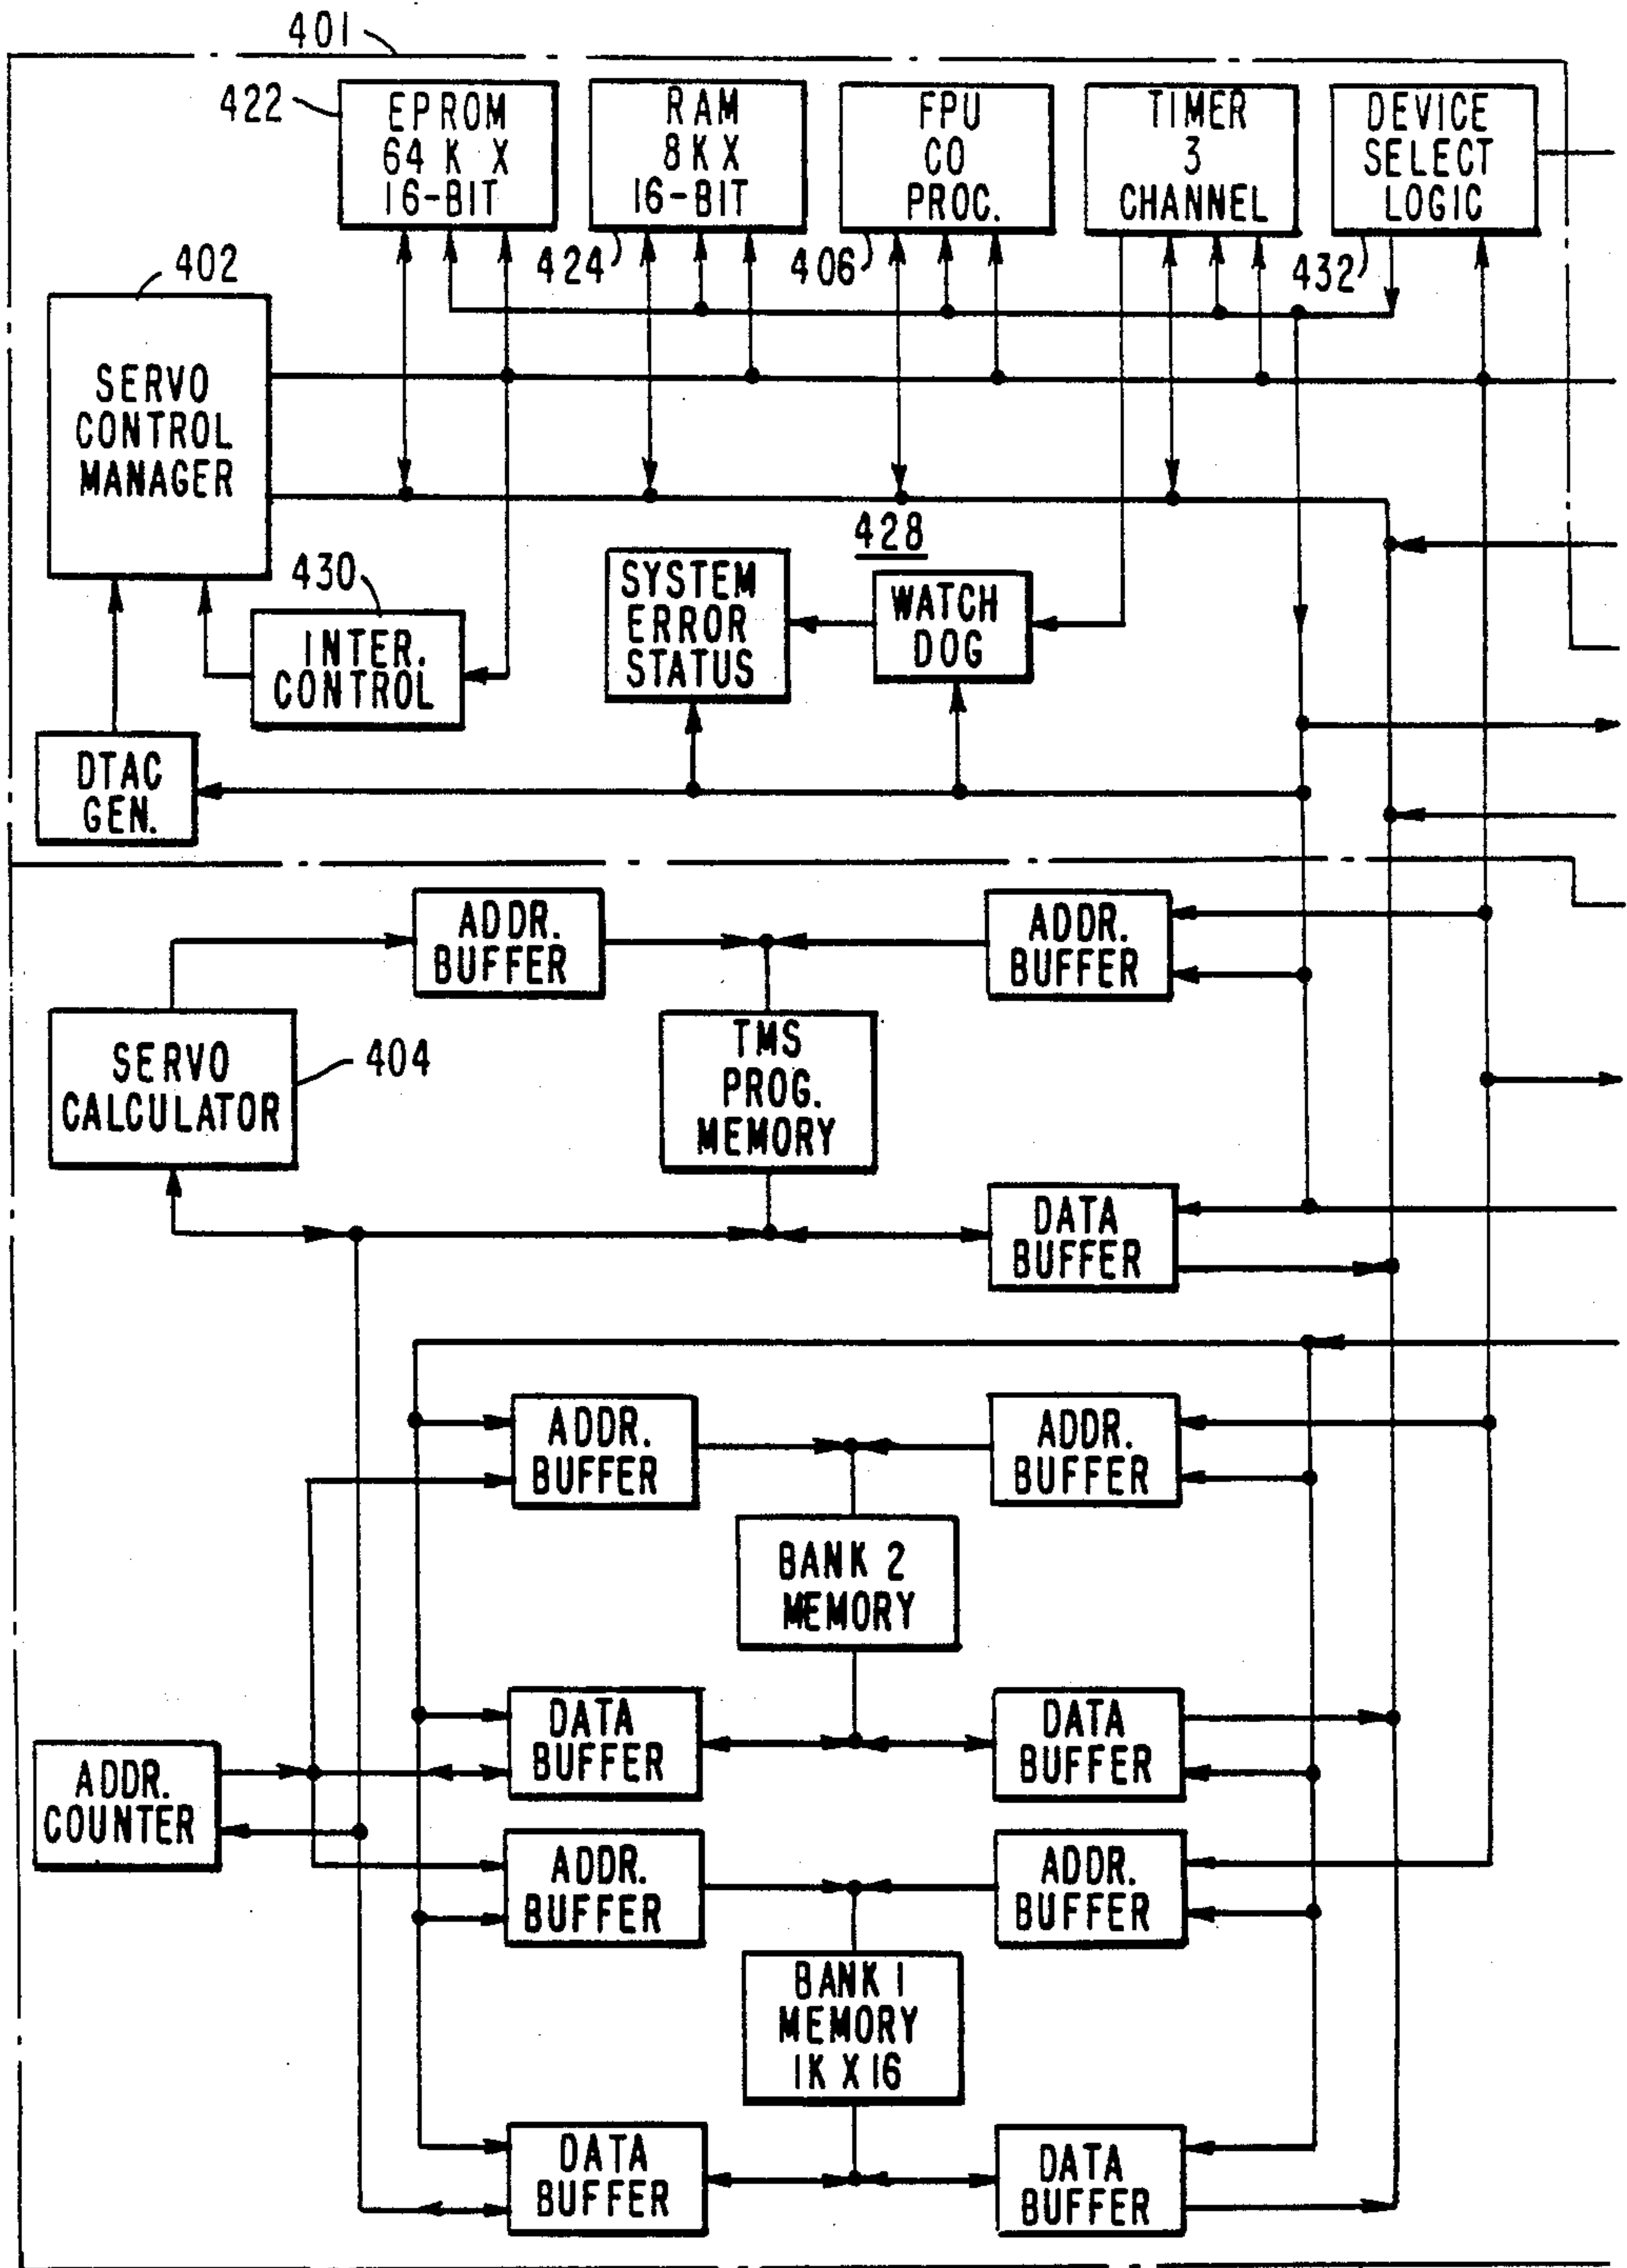 401
422
EPROM
64 K X
16-BIT
RAM
8K X
16-BIT
FPU
CO
PROC.
TIMER
3
CHANNEL
DEVICE
SELECT
LOGIC
402
424
406
432
SERVO
CONTROL
MANAGER
428
430
SYSTEM
ERROR
STATUS
WATCH
DOG
INTER.
CONTROL
DTAC
GEN.
ADDR.
BUFFER
ADDR.
BUFFER
SERVO
CALCULATOR
404
TMS
PROG.
MEMORY
DATA
BUFFER
ADDR.
BUFFER
ADDR.
BUFFER
BANK 2
MEMORY
DATA
BUFFER
DATA
BUFFER
ADDR.
COUNTER
ADDR.
BUFFER
ADDR.
BUFFER
BANK 1
MEMORY
1K X 16
DATA
BUFFER
DATA
BUFFER